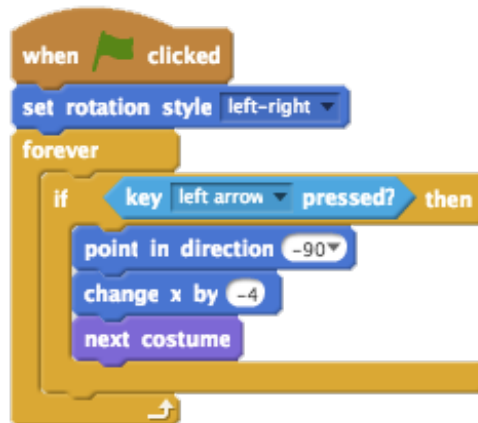 when clicked
set rotation style left-right
forever
if key left arrow pressed? then
point in direction -90
change x by -4
next costume